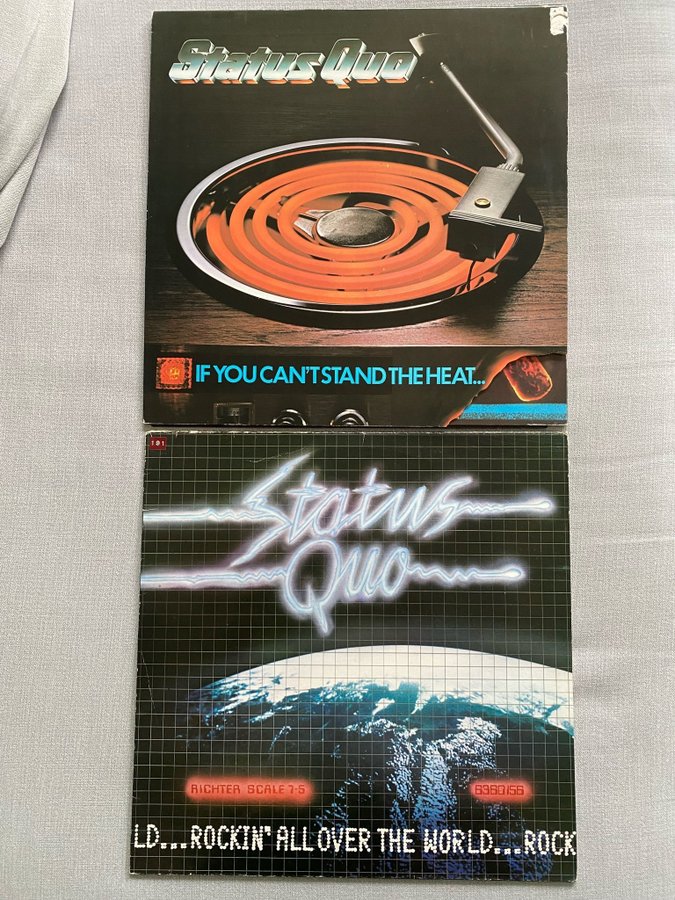 Status Quo
IF YOU CAN'T STAND THE HEAT...
191
Status
Quo
RICHTER SCALE 7·5
6360156
LD...ROCKIN' ALL OVER THE WORLD...ROCK